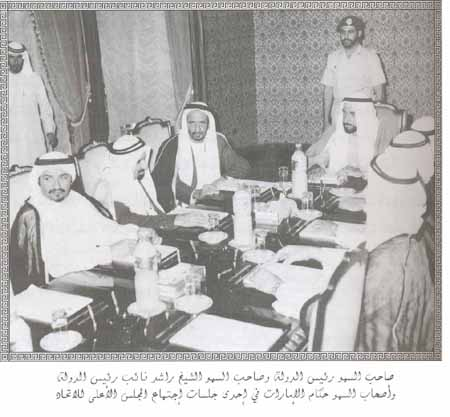 صاحب السمو رئيس الدولة وصاحب السمو الشيخ راشد نائب رئيس الدولة
وأصحاب السمو حكام الإمارات في إحدى جلسات إجتماع المجلس الأعلى للاتحاد